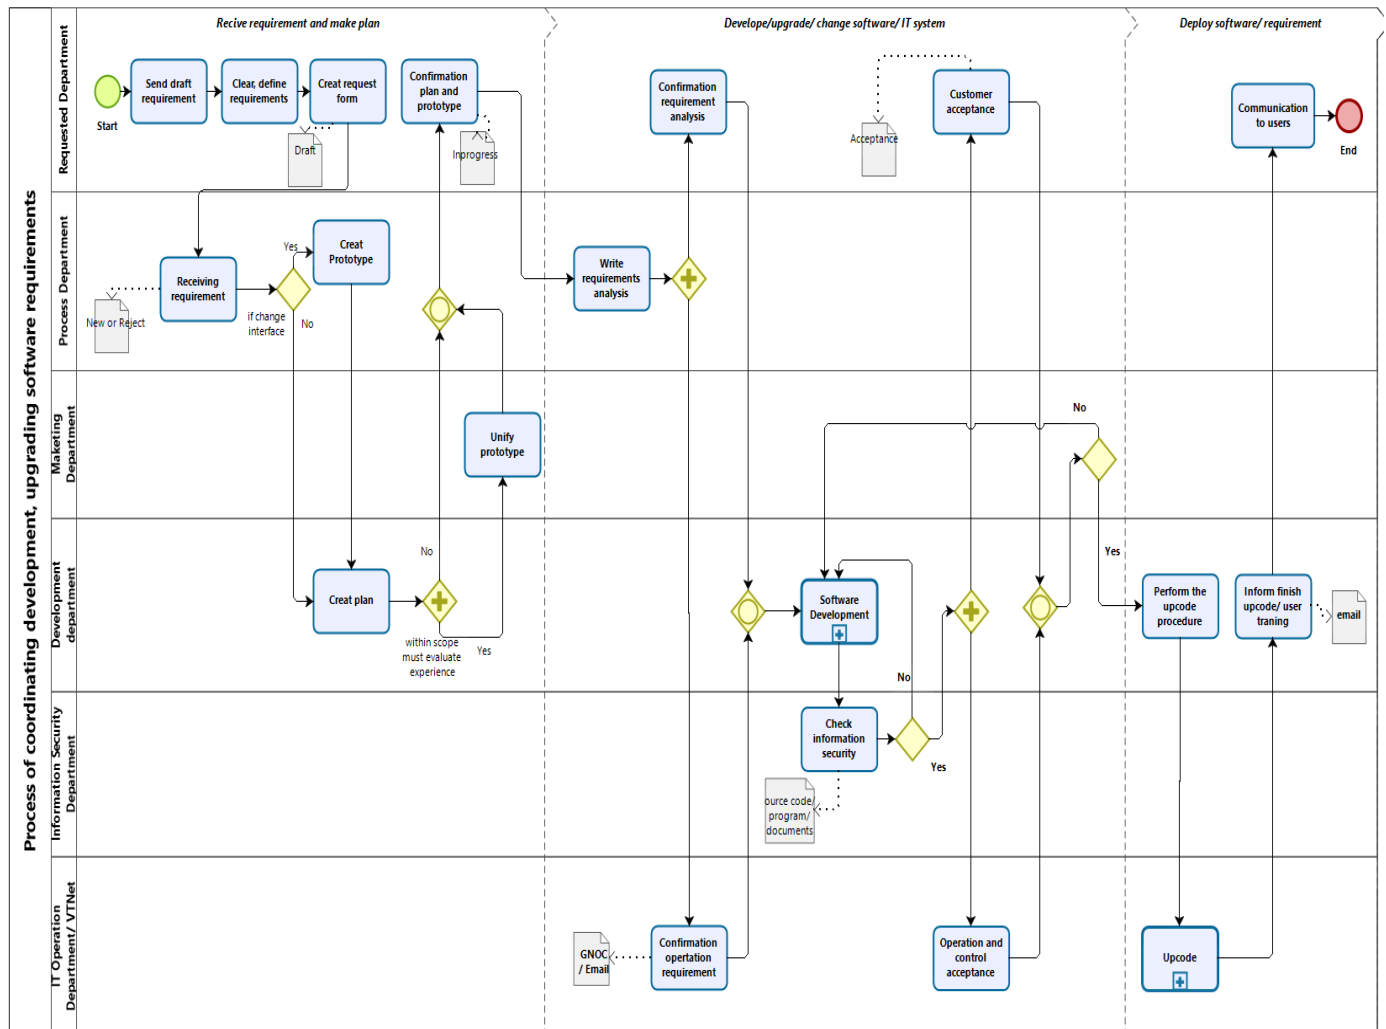 Process of coordinating development, upgrading software requirements
Recive requirement and make plan
Develope/upgrade/ change software/ IT system
Deploy software/ requirement
Requested Department
Start
Send draft
requirement
Clear, define
requirements
Creat request
form
Draft
Confirmation
plan and
prototype
Inprogress
Confirmation
requirement
analysis
Customer
acceptance
Acceptance
Communication
to users
End
Process Department
Receiving
requirement
New or Reject
if change
interface
Yes
No
Creat
Prototype
Write
requirements
analysis
Maketing
Department
Unify
prototype
No
Development
department
Creat plan
No
within scope
must evaluate
experience
Yes
Software
Development
No
Yes
Perform the
upcode
procedure
Inform finish
upcode/ user
traning
email
Information Security
Department
Check
information
security
Yes
ource code/
program/
documents
IT Operation
Department/ VTNet
GNOC
/ Email
Confirmation
opertation
requirement
Operation and
control
acceptance
Upcode